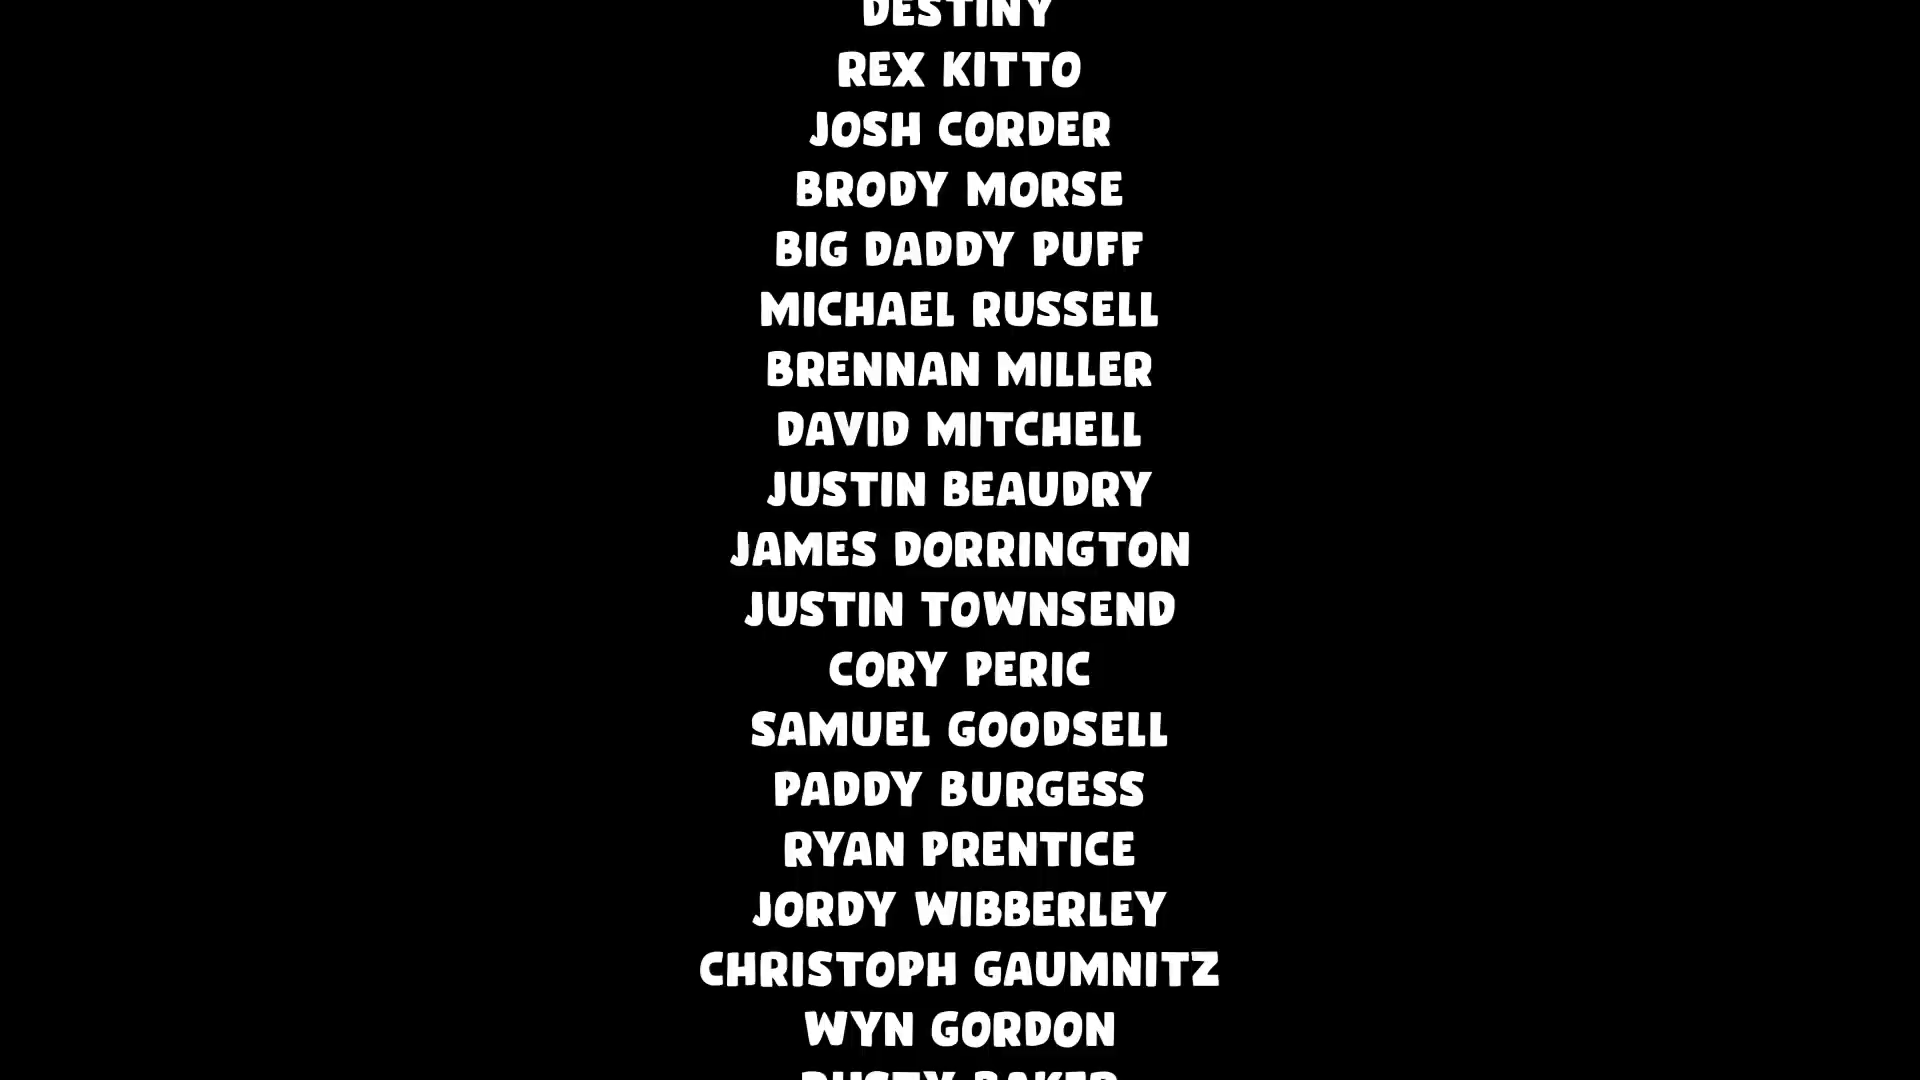 DESTINY
REX KITTO
JOSH CORDER
BRODY MORSE
BIG DADDY PUFF
MICHAEL RUSSELL
BRENNAN MILLER
DAVID MITCHELL
JUSTIN BEAUDRY
JAMES DORRINGTON
JUSTIN TOWNSEND
CORY PERIC
SAMUEL GOODSELL
PADDY BURGESS
RYAN PRENTICE
JORDY WIBBERLEY
CHRISTOPH GAUMNITZ
WYN GORDON